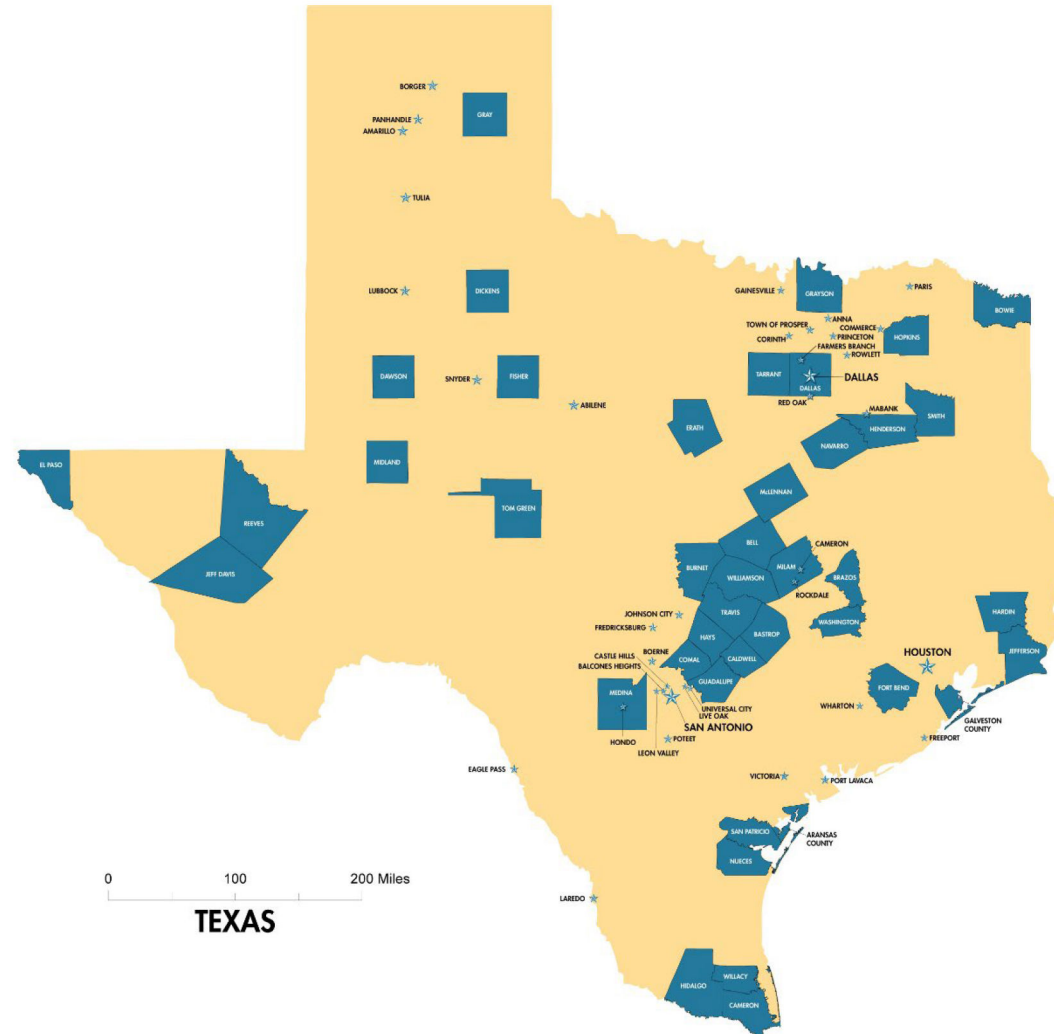 BORGER
GRAY
PANHANDLE
AMARILLO
TULIA
LUBBOCK
DICKENS
GAINESVILLE
GRAYSON
PARIS
BOWIE
ANNA
TOWN OF PROSPER
COMMERCE
CORINTH
PRINCETON
HOPKINS
FARMERS BRANCH
ROWLETT
DAWSON
SNYDER
FISHER
TARRANT
DALLAS
DALLAS
RED OAK
ABILENE
MABANK
SMITH
ERATH
HENDERSON
NAVARRO
EL PASO
MIDLAND
REEVES
TOM GREEN
McLENNAN
JEFF DAVIS
BELL
CAMERON
BURNET
WILLIAMSON
MILAM
BRAZOS
ROCKDALE
TRAVIS
JOHNSON CITY
WASHINGTON
HARDIN
FREDRICKSBURG
HAYS
BASTROP
JEFFERSON
BOERNE
CASTLE HILLS
BALCONES HEIGHTS
COMAL
CALDWELL
HOUSTON
GUADALUPE
MEDINA
FORT BEND
UNIVERSAL CITY
LIVE OAK
WHARTON
GALVESTON
COUNTY
SAN ANTONIO
HONDO
POTEET
LEON VALLEY
FREEPORT
EAGLE PASS
VICTORIA
PORT LAVACA
SAN PATRICIO
ARANSAS
COUNTY
NUECES
0 100 200 Miles
TEXAS
LAREDO
HIDALGO
WILLACY
CAMERON